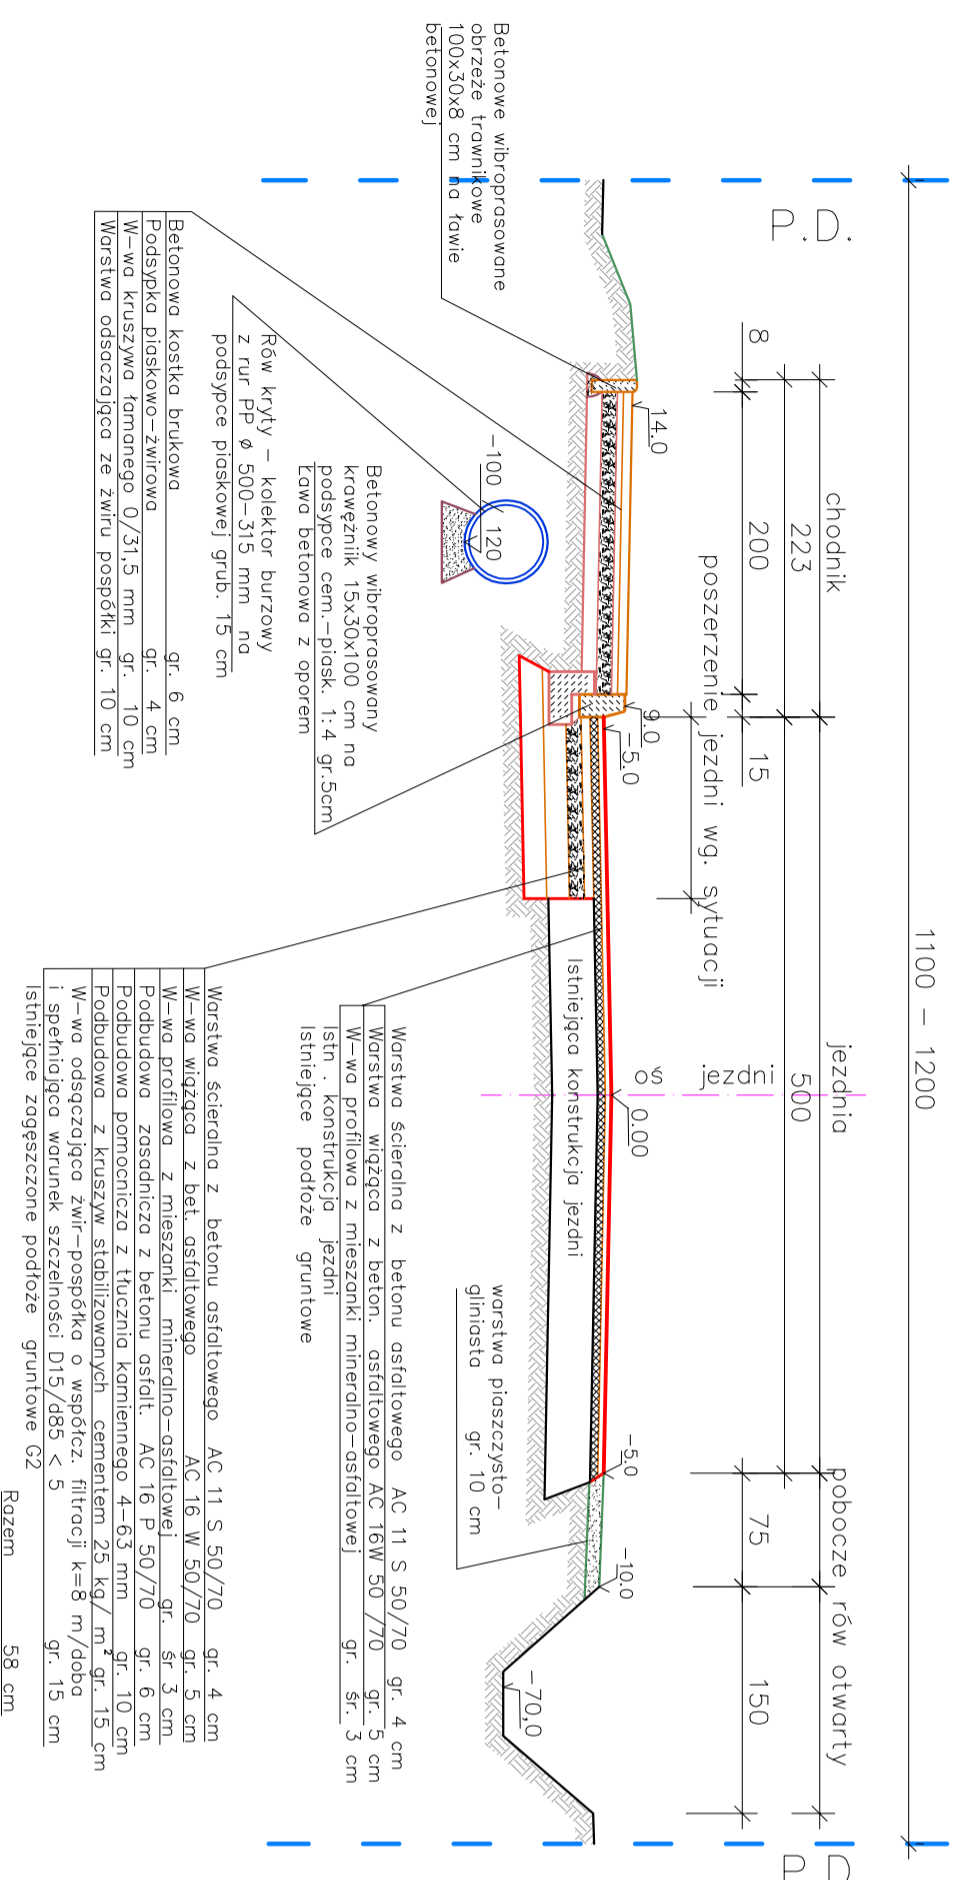 1100 - 1200
P.D.
P.D
chodnik
jezdnia
pobocze
rów otwarty
223
500
8
200
15
75
150
poszerzenie jezdni wg. sytuacji
oś
jezdni
14.0
9.0
-5.0
0.00
-5.0
-10.0
-70,0
-100
120
Istniejąca konstrukcja jezdni
Betonowe wibroprasowane
obrzeże trawnikowe
100x30x8 cm na ławie
betonowej
warstwa piaszczysto-
gliniasta gr. 10 cm
Betonowy wibroprasowany
krawężnik 15x30x100 cm na
podsypce cem.-piask. 1:4 gr.5cm
Ława betonowa z oporem
Rów kryty - kolektor burzowy
z rur PP ø 500-315 mm na
podsypce piaskowej grub. 15 cm
Betonowa kostka brukowa gr. 6 cm
Podsypka piaskowo-żwirowa gr. 4 cm
W-wa kruszywa łamanego 0/31,5 mm gr. 10 cm
Warstwa odsączająca ze żwiru pospółki gr. 10 cm
Warstwa ścieralna z betonu asfaltowego AC 11 S 50/70 gr. 4 cm
Warstwa wiążąca z beton. asfaltowego AC 16W 50 /70 gr. 5 cm
W-wa profilowa z mieszanki mineralno-asfaltowej gr. śr. 3 cm
Istn . konstrukcja jezdni
Istniejące podłoże gruntowe
Warstwa ścieralna z betonu asfaltowego AC 11 S 50/70 gr. 4 cm
W-wa wiążąca z bet. asfaltowego AC 16 W 50/70 gr. 5 cm
W-wa profilowa z mieszanki mineralno-asfaltowej gr. śr 3 cm
Podbudowa zasadnicza z betonu asfalt. AC 16 P 50/70 gr. 6 cm
Podbudowa pomocnicza z tłucznia kamiennego 4-63 mm gr. 10 cm
Podbudowa z kruszyw stabilizowanych cementem 25 kg/ m² gr. 15 cm
W-wa odsączająca żwir-pospółka o współcz. filtracji k=8 m/doba
i spełniająca warunek szczelności D15/d85 < 5 gr. 15 cm
Istniejące zagęszczone podłoże gruntowe G2
Razem 58 cm